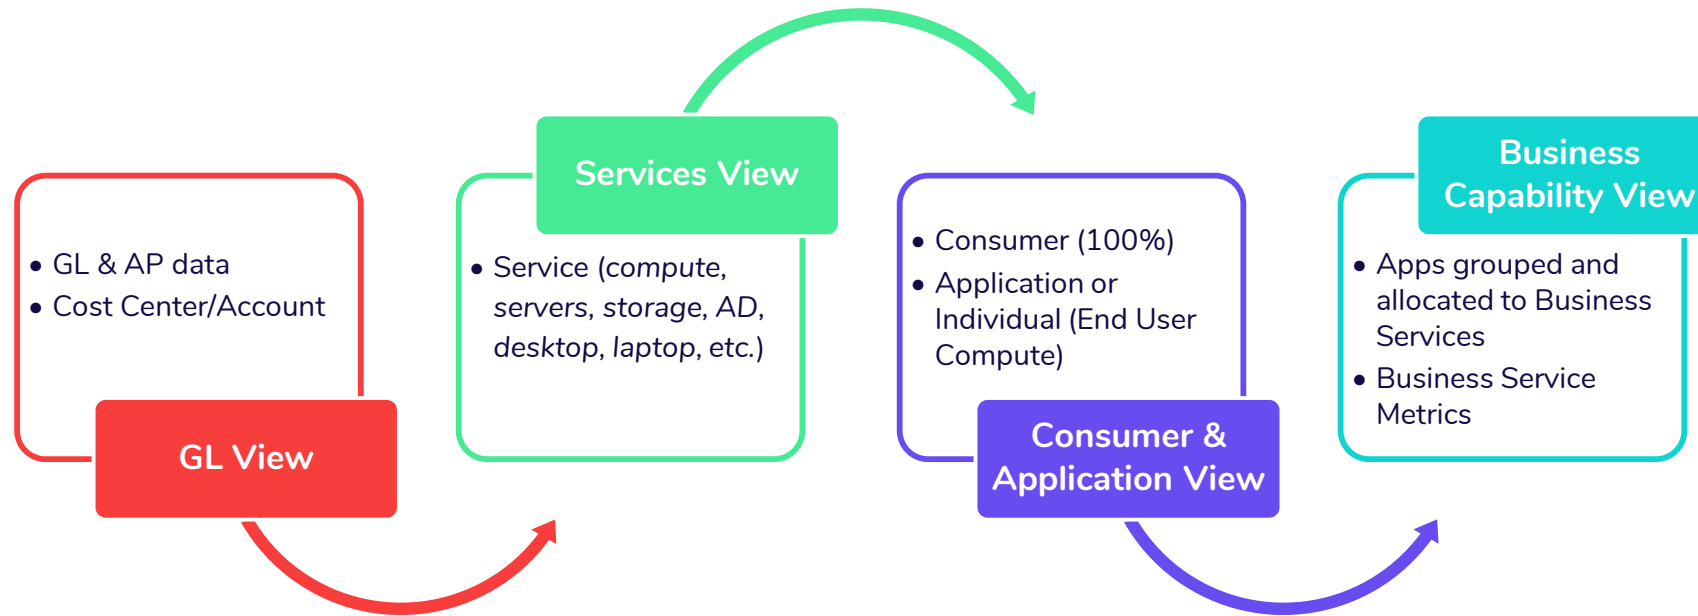 • GL & AP data
• Cost Center/Account
GL View
Services View
• Service (compute,
servers, storage, AD,
desktop, laptop, etc.)
• Consumer (100%)
• Application or
Individual (End User
Compute)
Consumer &
Application View
Business
Capability View
• Apps grouped and
allocated to Business
Services
• Business Service
Metrics